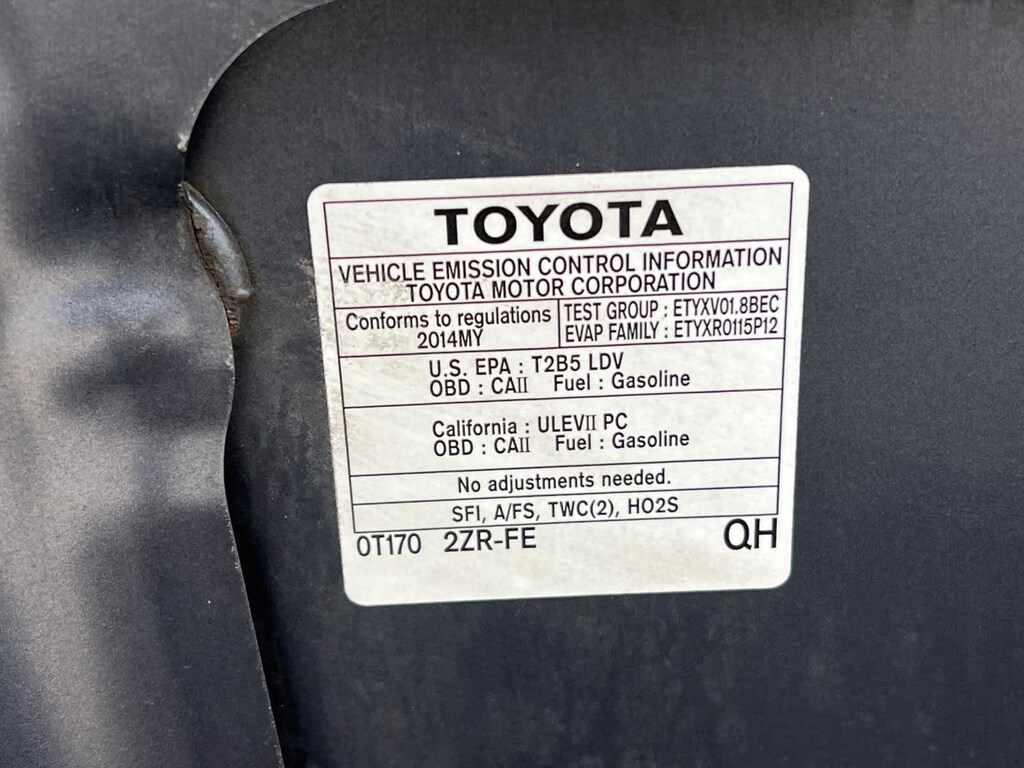 TOYOTA
VEHICLE EMISSION CONTROL INFORMATION
TOYOTA MOTOR CORPORATION
Conforms to regulations
2014MY
TEST GROUP : ETYXV01.8BEC
EVAP FAMILY : ETYXR0115P12
U.S. EPA : T2B5 LDV
OBD : CAII Fuel : Gasoline
California : ULEVII PC
OBD : CAII Fuel : Gasoline
No adjustments needed.
SFI, A/FS, TWC(2), HO2S
0T170 2ZR-FE QH